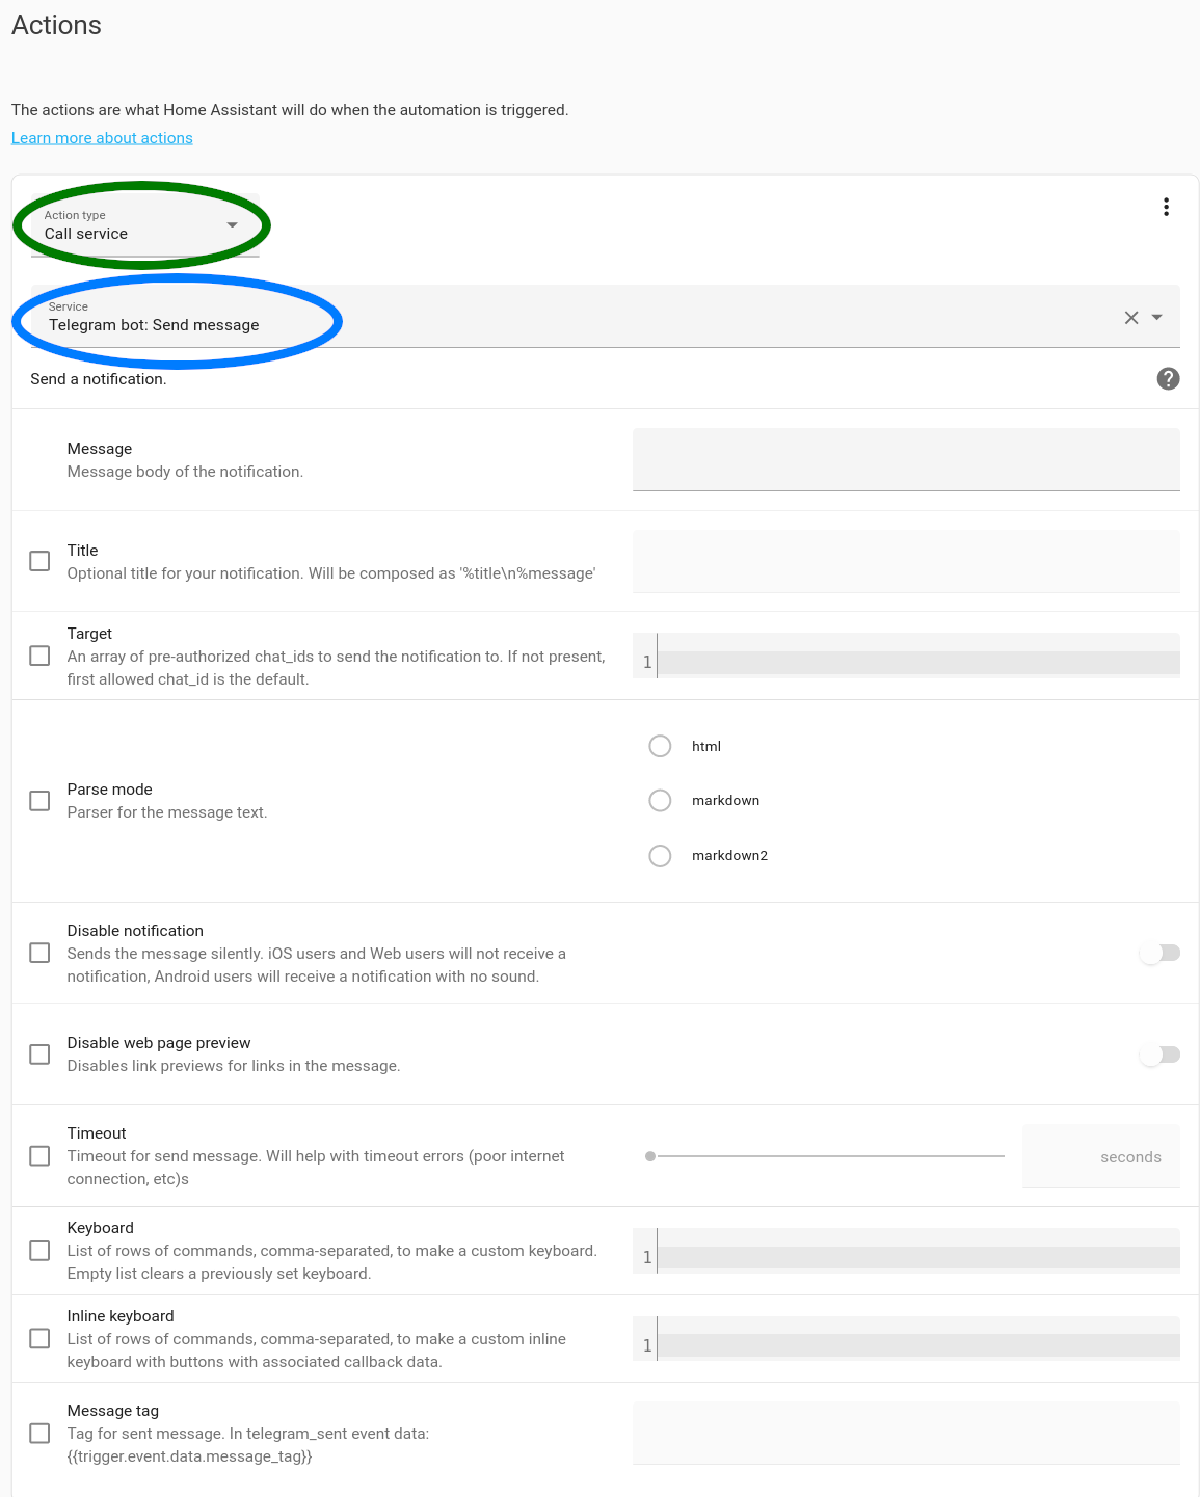 Actions
The actions are what Home Assistant will do when the automation is triggered.
Learn more about actions
Action type
Call service
Service
Telegram bot: Send message
Send a notification.
Message
Message body of the notification.
Title
Optional title for your notification. Will be composed as '%title\n%message'
Target
An array of pre-authorized chat_ids to send the notification to. If not present,
first allowed chat_id is the default.
1
html
Parse mode
markdown
Parser for the message text.
markdown2
Disable notification
Sends the message silently. iOS users and Web users will not receive a
notification, Android users will receive a notification with no sound.
Disable web page preview
Disables link previews for links in the message.
Timeout
Timeout for send message. Will help with timeout errors (poor internet
connection, etc)s
seconds
Keyboard
List of rows of commands, comma-separated, to make a custom keyboard.
Empty list clears a previously set keyboard.
1
Inline keyboard
List of rows of commands, comma-separated, to make a custom inline
keyboard with buttons with associated callback data.
1
Message tag
Tag for sent message. In telegram_sent event data:
{{trigger.event.data.message_tag}}